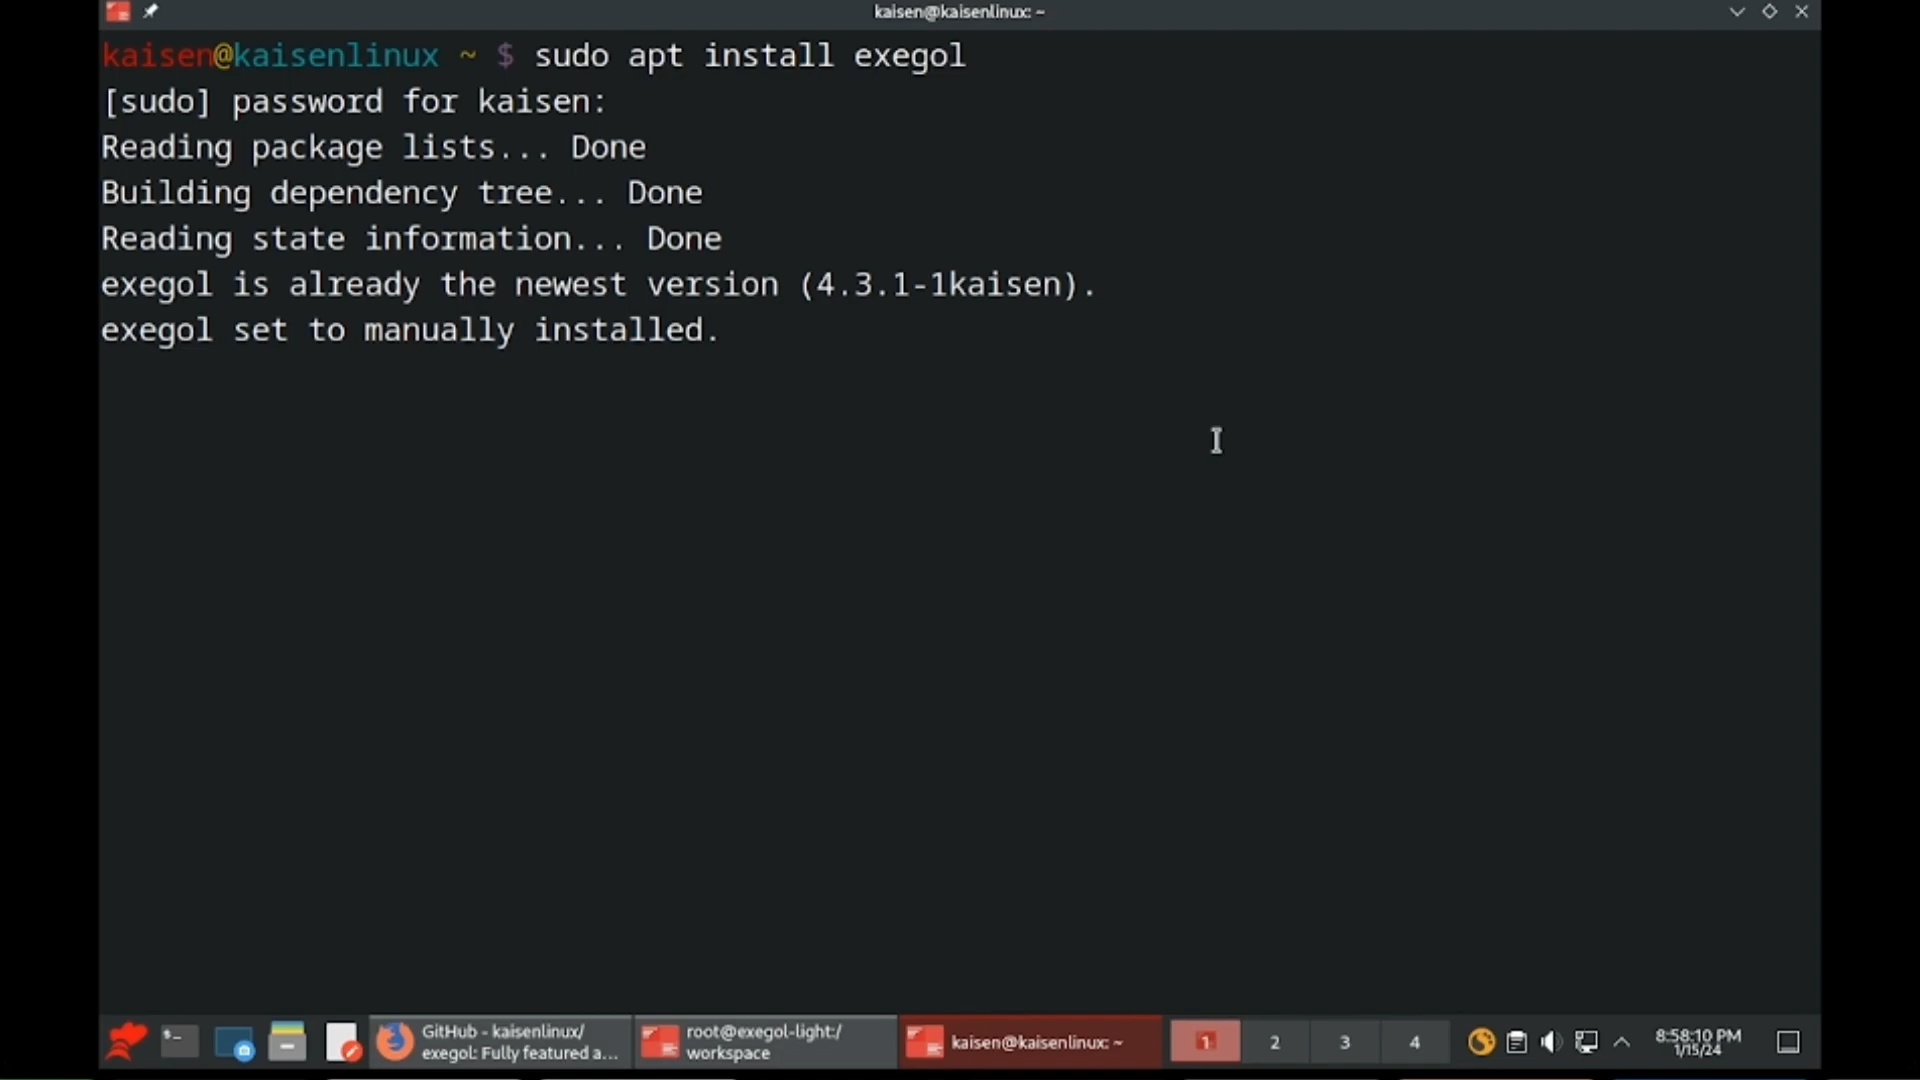 kaisen@kaisenlinux: ~
kaisen@kaisenlinux ~ $ sudo apt install exegol
[sudo] password for kaisen:
Reading package lists... Done
Building dependency tree... Done
Reading state information... Done
exegol is already the newest version (4.3.1-1kaisen).
exegol set to manually installed.
GitHub - kaisenlinux/
exegol: Fully featured a...
root@exegol-light:/
workspace
kaisen@kaisenlinux: ~
1
2
3
4
8:58:10 PM
1/15/24